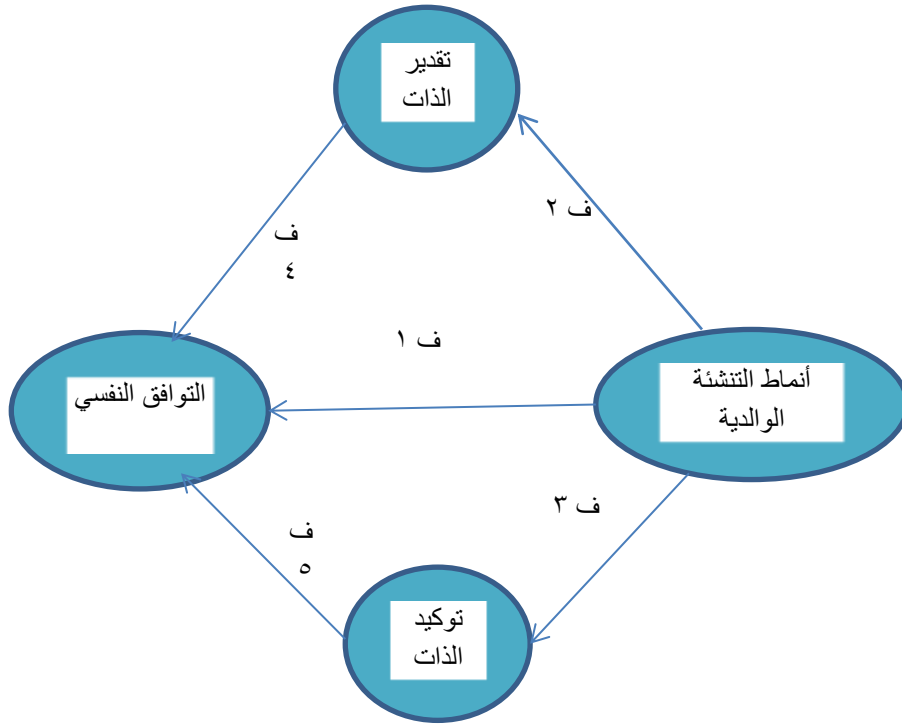 تقدير
الذات
ف ٢
ف
٤
ف ١
أنماط التنشئة
الوالدية
التوافق النفسي
ف ٣
ف
٥
توكيد
الذات